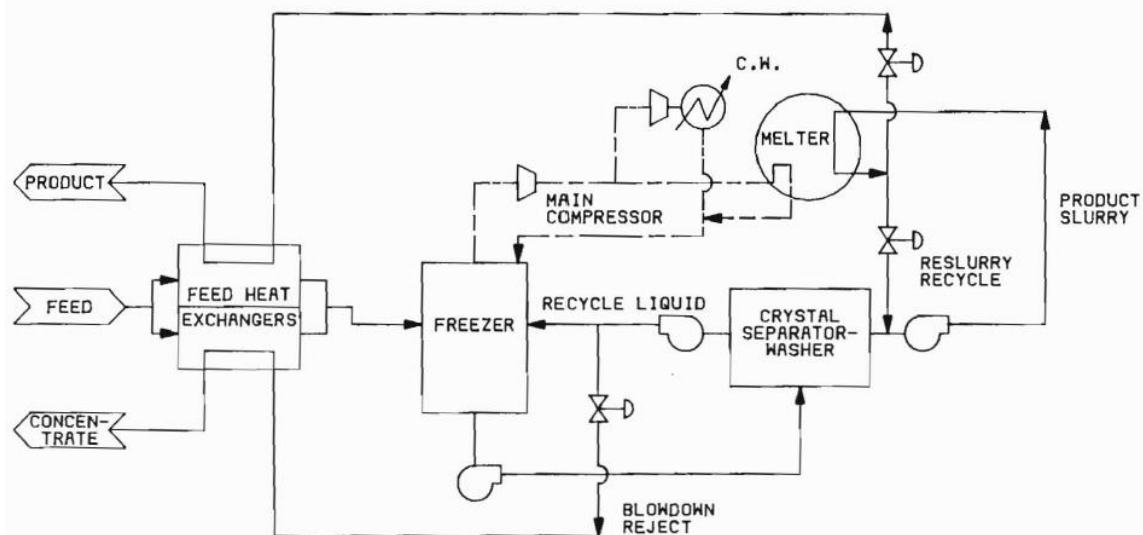 C.W.
MELTER
PRODUCT
MAIN
COMPRESSOR
PRODUCT
SLURRY
FEED
FEED HEAT
EXCHANGERS
FREEZER
RECYCLE LIQUID
RESLURRY
RECYCLE
CRYSTAL
SEPARATOR-
WASHER
CONCEN-
TRATE
BLOWDOWN
REJECT